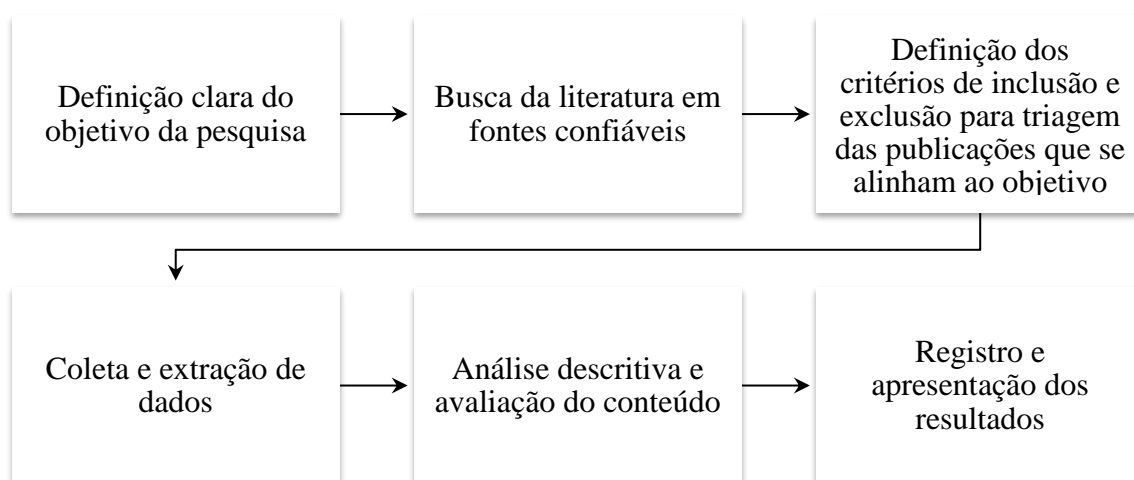 Definição clara do
objetivo da pesquisa
Busca da literatura em
fontes confiáveis
Definição dos
critérios de inclusão e
exclusão para triagem
das publicações que se
alinham ao objetivo
Coleta e extração de
dados
Análise descritiva e
avaliação do conteúdo
Registro e
apresentação dos
resultados